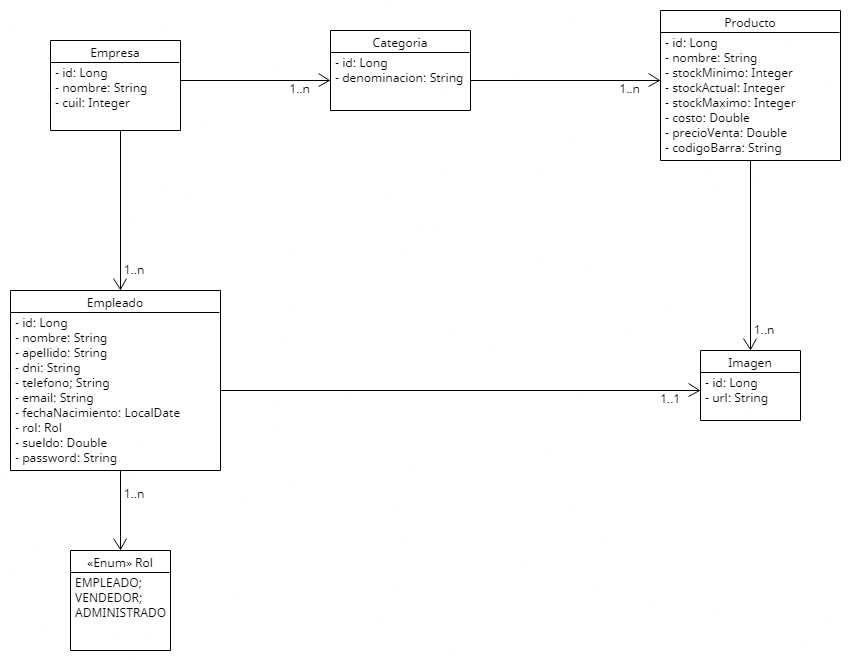 Empresa
- id: Long
- nombre: String
- cuil: Integer
1..n
Categoria
- id: Long
- denominacion: String
1..n
Producto
- id: Long
- nombre: String
- stockMinimo: Integer
- stockActual: Integer
- stockMaximo: Integer
- costo: Double
- precioVenta: Double
- codigoBarra: String
1..n
Empleado
- id: Long
- nombre: String
- apellido: String
- dni: String
- telefono; String
- email: String
- fechaNacimiento: LocalDate
- rol: Rol
- sueldo: Double
- password: String
1..1
1..n
Imagen
- id: Long
- url: String
1..n
«Enum» Rol
EMPLEADO;
VENDEDOR;
ADMINISTRADO